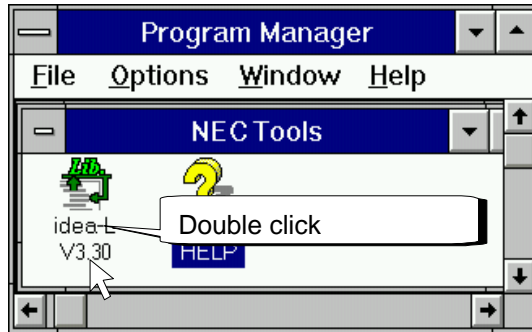 Program Manager
File Options Window Help
NEC Tools
Lib.
idea-L
V3.30
Double click
HELP